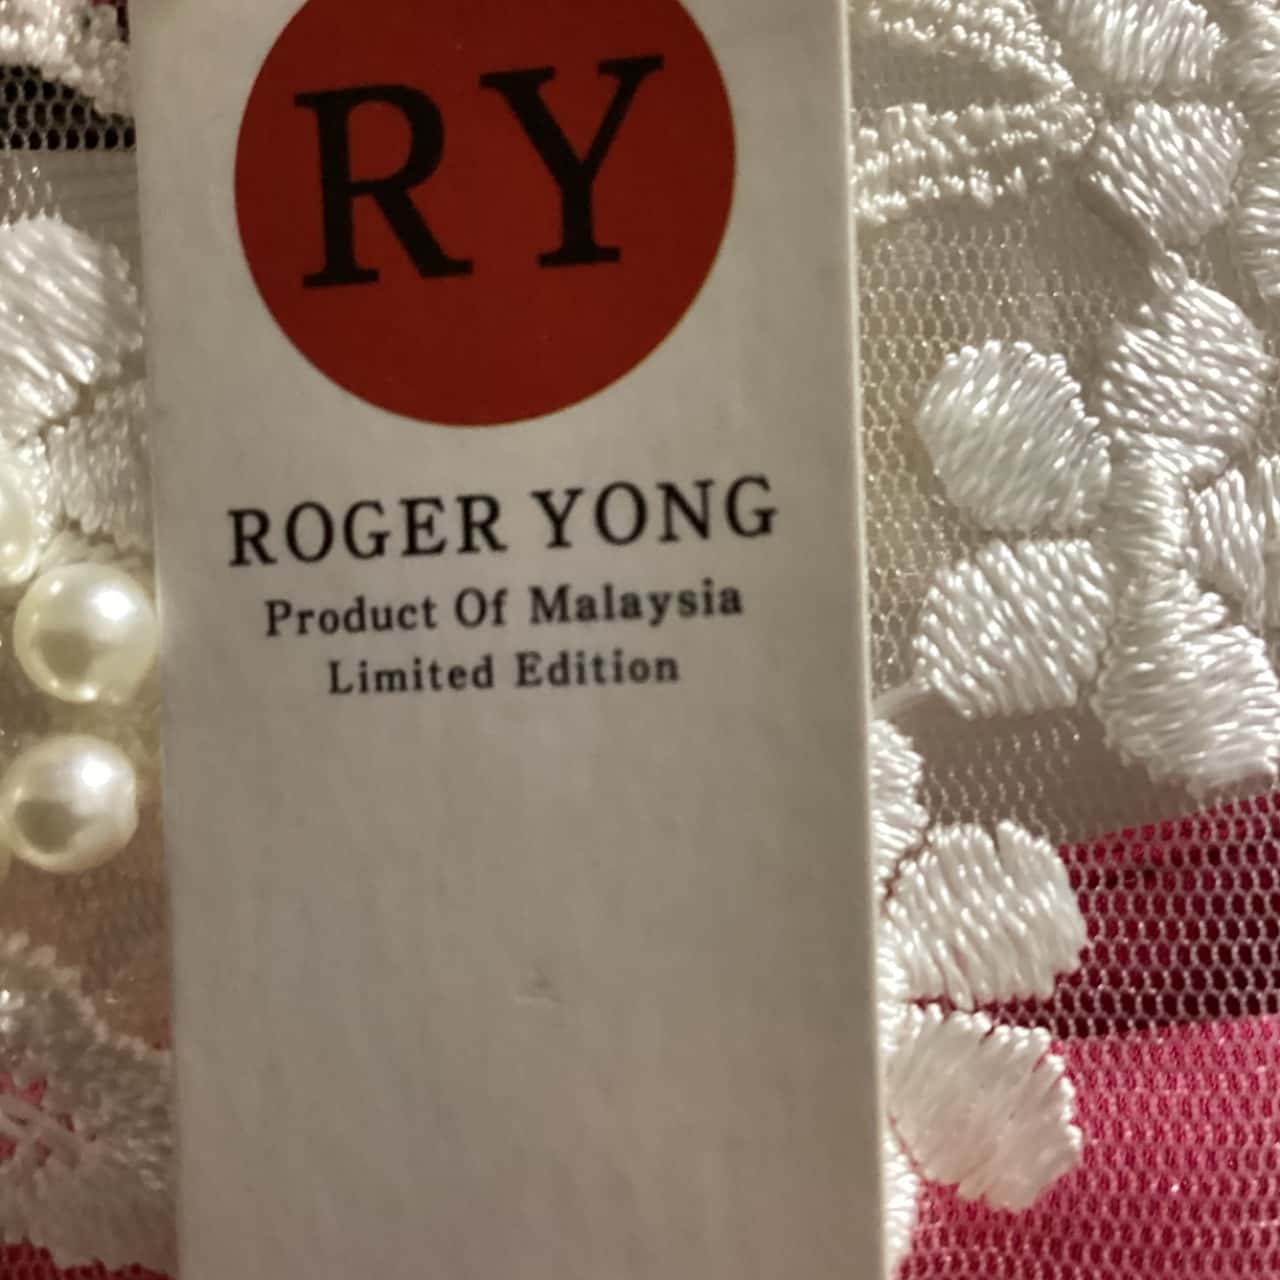 RY
ROGER YONG
Product Of Malaysia
Limited Edition